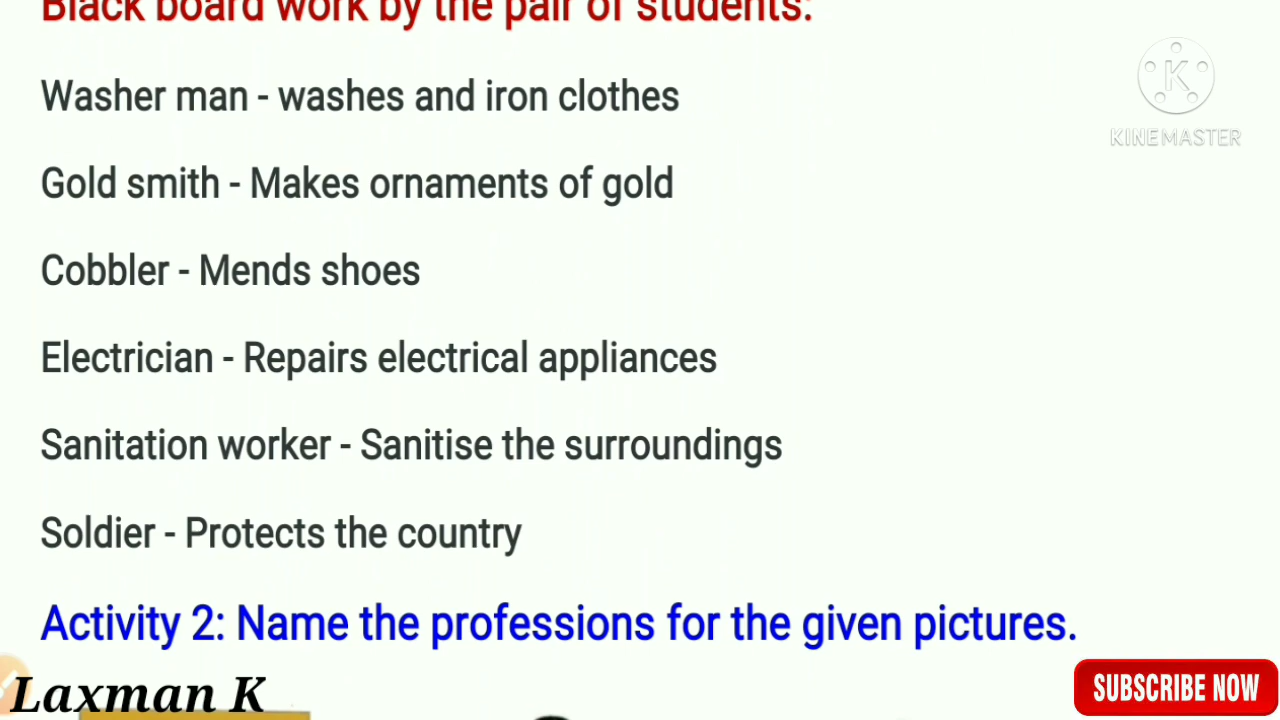 Black board work by the pair of students:
KINEMASTER
Washer man - washes and iron clothes
Gold smith - Makes ornaments of gold
Cobbler - Mends shoes
Electrician - Repairs electrical appliances
Sanitation worker - Sanitise the surroundings
Soldier - Protects the country
Activity 2: Name the professions for the given pictures.
Laxman K
SUBSCRIBE NOW